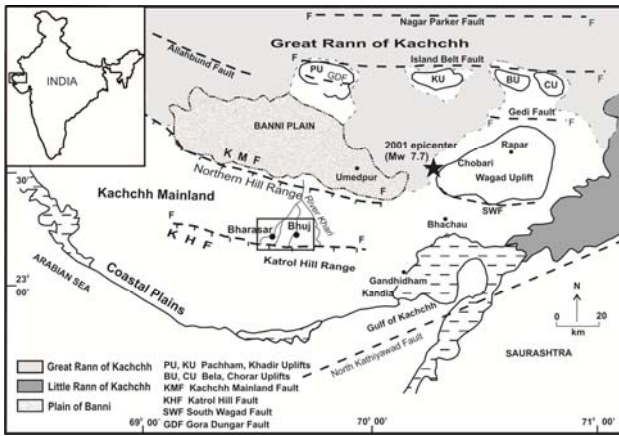 INDIA
Nagar Parker Fault
F
F
Great Rann of Kachchh
Allahbund Fault
Island Belt Fault
F
F
PU
GDF
KU
BU
CU
Gedi Fault
F
F
BANNI PLAIN
2001 epicenter
(Mw 7.7)
Rapar
Chobari
Wagad Uplift
KMF
Umedpur
F
30
Northern Hill Range
Kachchh Mainland
SWF
River Khari
F
Bharasar
Bhuj
Bhachau
KHF
F
Katrol Hill Range
ARABIAN SEA
23°
00'
Coastal Plains
Gandhidham
Kandla
Gulf of Kachchh
N
0 20
km
North Kathiyawad Fault
SAURASHTRA
Great Rann of Kachchh
Little Rann of Kachchh
Plain of Banni
PU, KU Pachham, Khadir Uplifts
BU, CU Bela, Chorar Uplifts
KMF Kachchh Mainland Fault
KHF Katrol Hill Fault
SWF South Wagad Fault
GDF Gora Dungar Fault
69° 00'
70° 00'
71° 00'